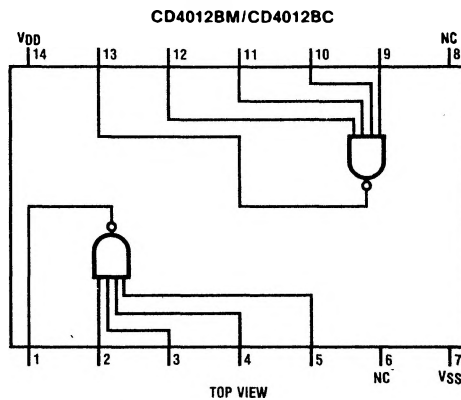 CD4012BM/CD4012BC
VDD NC
14 13 12 11 10 9 8
1 2 3 4 5 6 7
NC VSS
TOP VIEW